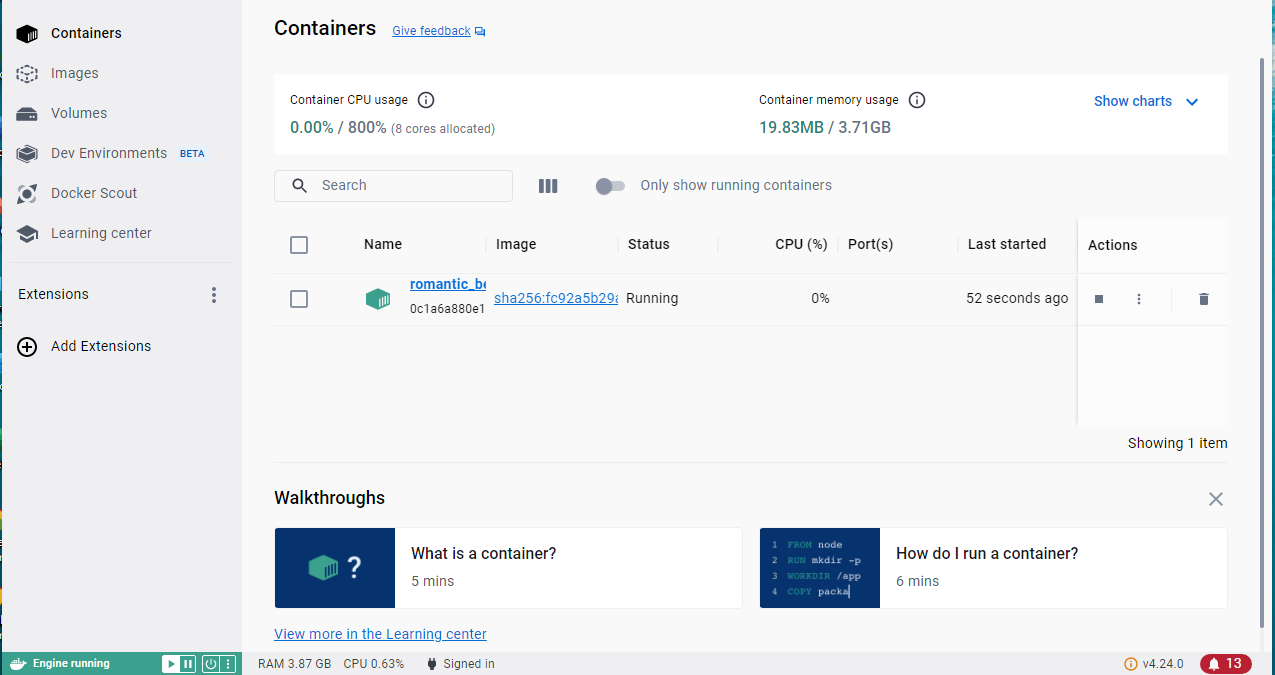 Containers
Images
Volumes
Dev Environments BETA
Docker Scout
Learning center
Extensions
Add Extensions
Containers Give feedback
Container CPU usage
0.00% / 800% (8 cores allocated)
Container memory usage
19.83MB / 3.71GB
Show charts
Search
Only show running containers
Name Image Status CPU (%) Port(s) Last started Actions
romantic_be
0c1a6a880e1
sha256:fc92a5b29a Running 0% 52 seconds ago
Showing 1 item
Walkthroughs
?
What is a container?
5 mins
1 FROM node
2 RUN mkdir -p
3 WORKDIR /app
4 COPY packa
How do I run a container?
6 mins
View more in the Learning center
Engine running
RAM 3.87 GB CPU 0.63% Signed in
v4.24.0
13